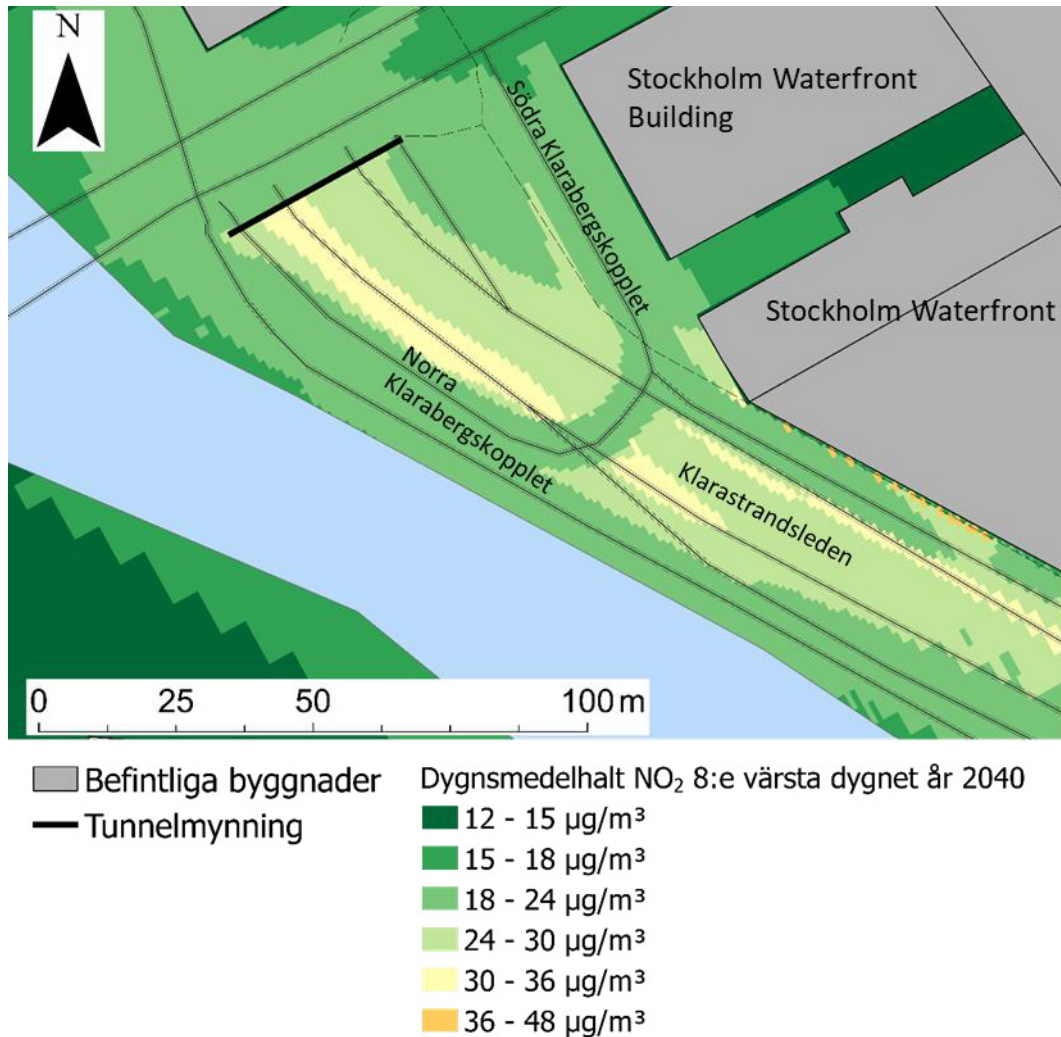 N
Stockholm Waterfront
Building
Södra Klarabergskopplet
Stockholm Waterfront
Norra
Klarabergskopplet
Klarastrandsleden
0 25 50 100 m
Befintliga byggnader
Tunnelmynning
Dygnsmedelhalt NO₂ 8:e värsta dygnet år 2040
12 - 15 µg/m³
15 - 18 µg/m³
18 - 24 µg/m³
24 - 30 µg/m³
30 - 36 µg/m³
36 - 48 µg/m³